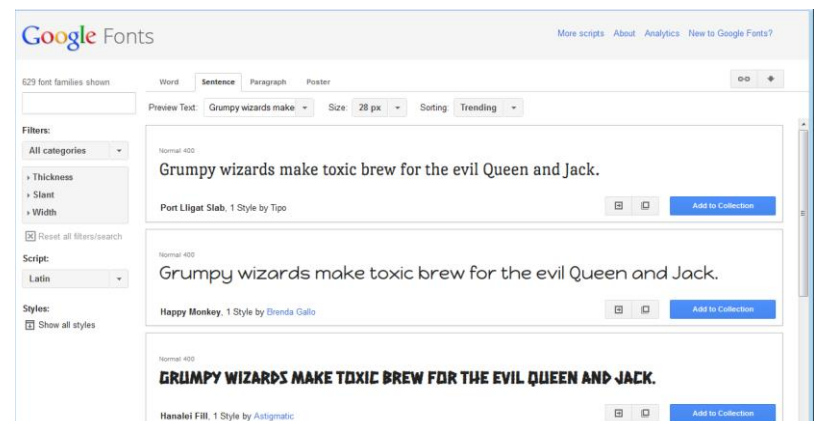 Google Fonts
More scripts About Analytics New to Google Fonts?
629 font families shown
Word Sentence Paragraph Poster
Preview Text: Grumpy wizards make Size: 28 px Sorting: Trending
Filters:
All categories
Thickness
Slant
Width
Reset all filters/search
Script:
Latin
Styles:
Show all styles
Normal 400
Grumpy wizards make toxic brew for the evil Queen and Jack.
Port Lligat Slab, 1 Style by Tipo
Add to Collection
Normal 400
Grumpy wizards make toxic brew for the evil Queen and Jack.
Happy Monkey, 1 Style by Brenda Gallo
Add to Collection
Normal 400
GRUMPY WIZARDS MAKE TOXIC BREW FOR THE EVIL QUEEN AND JACK.
Hanalei Fill, 1 Style by Astigmatic
Add to Collection